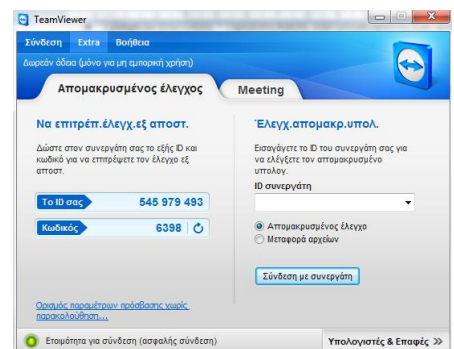 TeamViewer
Σύνδεση Extra Βοήθεια
Δωρεάν άδεια (μόνο για μη εμπορική χρήση)
Απομακρυσμένος έλεγχος
Meeting
Να επιτρέπ.έλεγχ.εξ αποστ.
Δώστε στον συνεργάτη σας το εξής ID και
κωδικό για να επιτρέψετε τον έλεγχο εξ
αποστ.
Το ID σας 545 979 493
Κωδικός 6398
Ορισμός παραμέτρων πρόσβασης χωρίς
παρακολούθηση...
Έλεγχ.απομακρ.υπολ.
Εισαγάγετε το ID του συνεργάτη σας για
να ελέγξετε τον απομακρυσμένο
υπολογ.
ID συνεργάτη
Απομακρυσμένος έλεγχος
Μεταφορά αρχείων
Σύνδεση με συνεργάτη
Ετοιμότητα για σύνδεση (ασφαλής σύνδεση)
Υπολογιστές & Επαφές >>